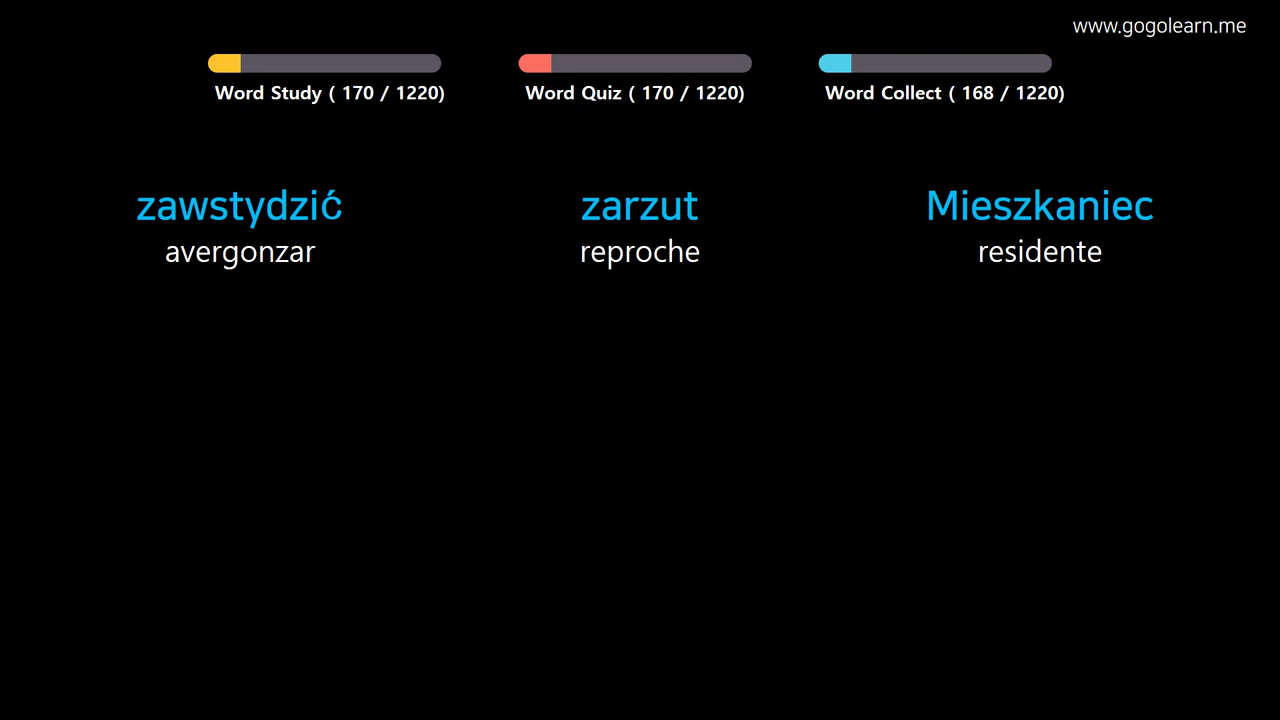 www.gogolearn.me
Word Study ( 170 / 1220)
Word Quiz ( 170 / 1220)
Word Collect ( 168 / 1220)
zawstydzić
avergonzar
zarzut
reproche
Mieszkaniec
residente